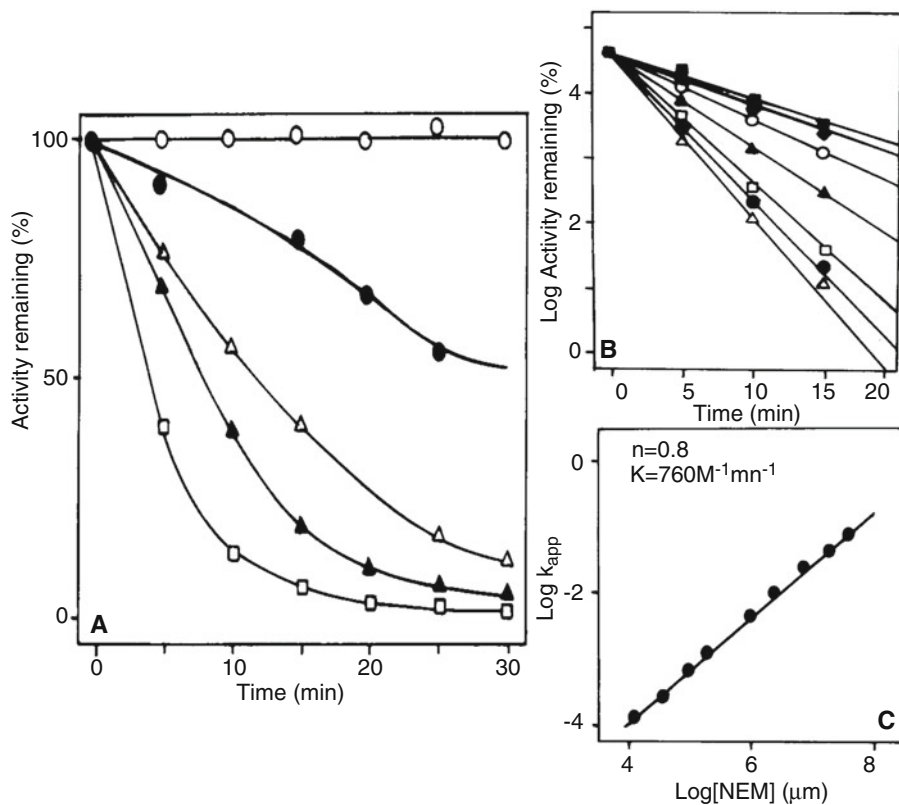 Activity remaining (%)
100
50
0
A
0 10 20 30
Time (min)
Log Activity remaining (%)
4
2
0
B
0 5 10 15 20
Time (min)
n=0.8
K=760M⁻¹mn⁻¹
Log k_app
0
-2
-4
C
4 6 8
Log[NEM] (μm)